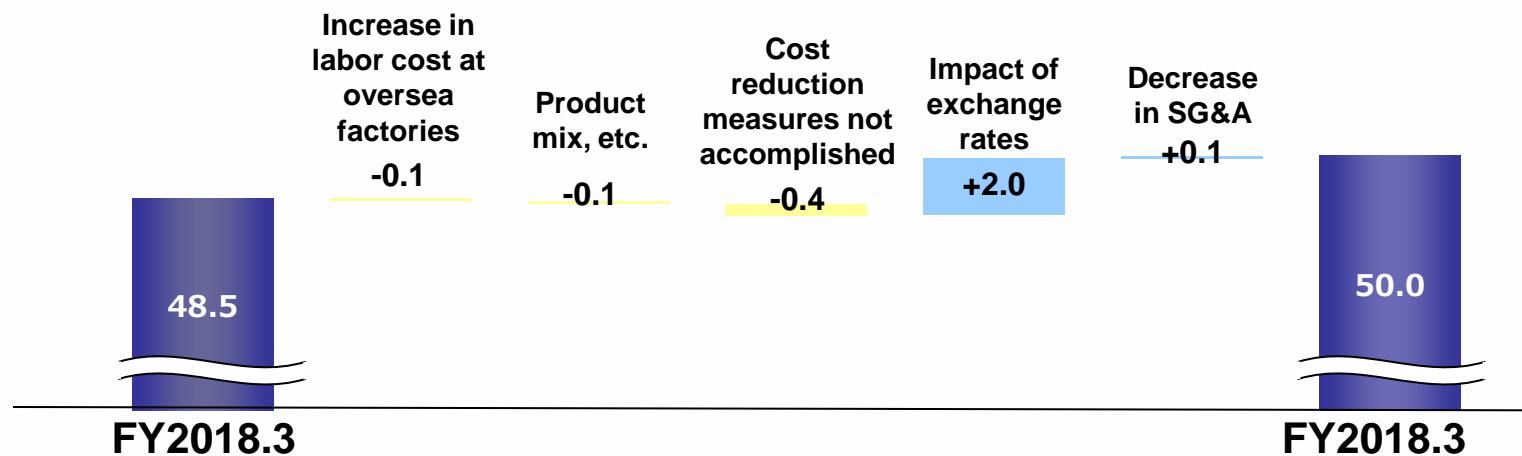 Increase in
labor cost at
oversea
factories
-0.1
Product
mix, etc.
-0.1
Cost
reduction
measures not
accomplished
-0.4
Impact of
exchange
rates
+2.0
Decrease
in SG&A
+0.1
48.5
50.0
FY2018.3
FY2018.3